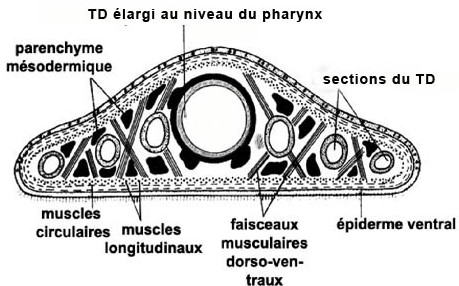 TD élargi au niveau du pharynx
parenchyme
mésodermique
sections du TD
muscles
circulaires
muscles
longitudinaux
faisceaux
musculaires
dorso-ven-
traux
épiderme ventral